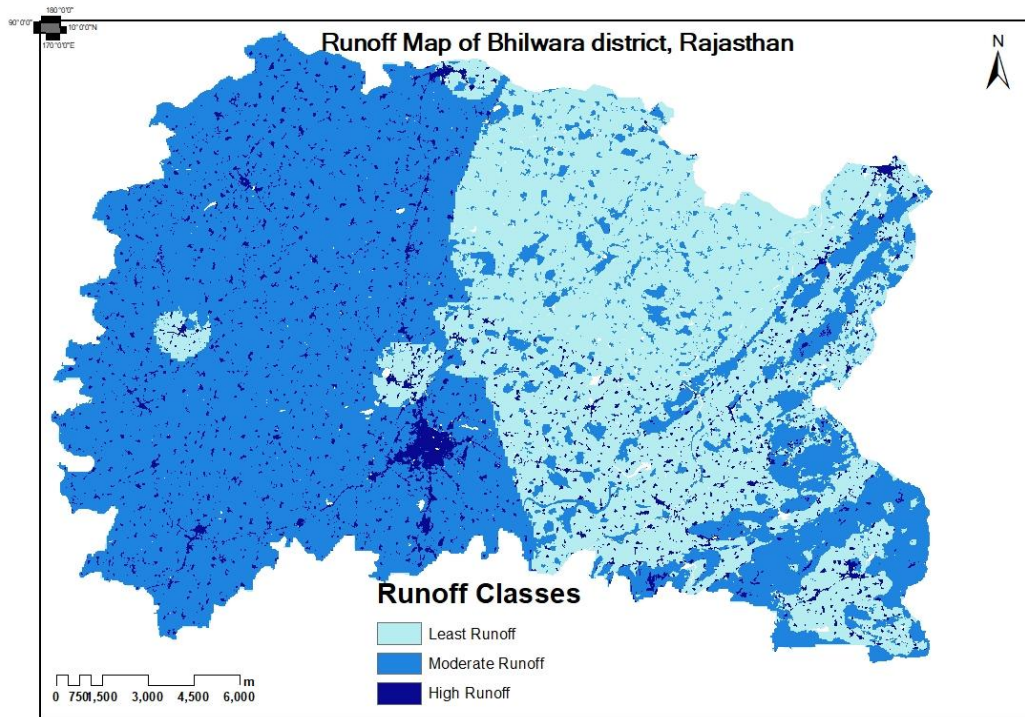 180°0'0"
90°0'0"
10°0'0"N
170°0'0"E
Runoff Map of Bhilwara district, Rajasthan
N
Runoff Classes
Least Runoff
Moderate Runoff
High Runoff
m
0 750 1,500 3,000 4,500 6,000